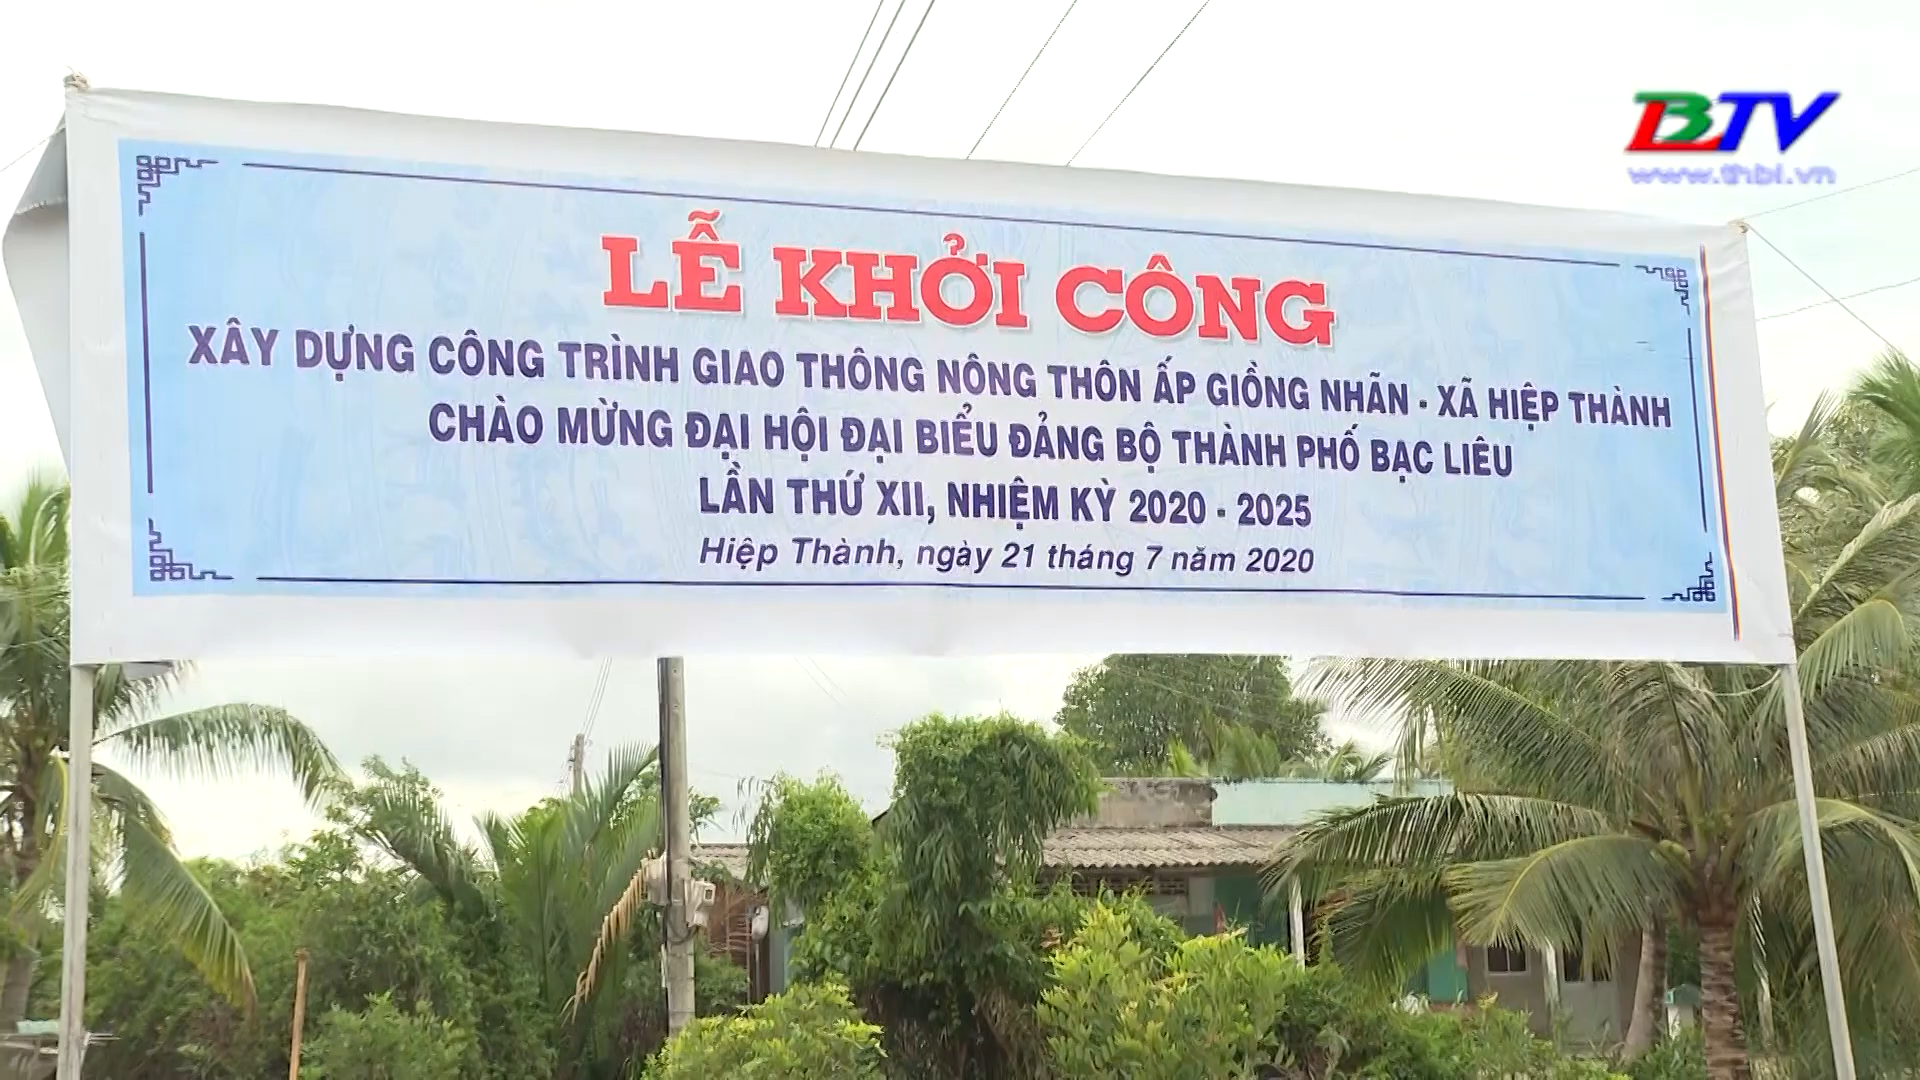 BTV
www.thbl.vn
LỄ KHỞI CÔNG
XÂY DỰNG CÔNG TRÌNH GIAO THÔNG NÔNG THÔN ẤP GIỒNG NHÃN - XÃ HIỆP THÀNH
CHÀO MỪNG ĐẠI HỘI ĐẠI BIỂU ĐẢNG BỘ THÀNH PHỐ BẠC LIÊU
LẦN THỨ XII, NHIỆM KỲ 2020 - 2025
Hiệp Thành, ngày 21 tháng 7 năm 2020